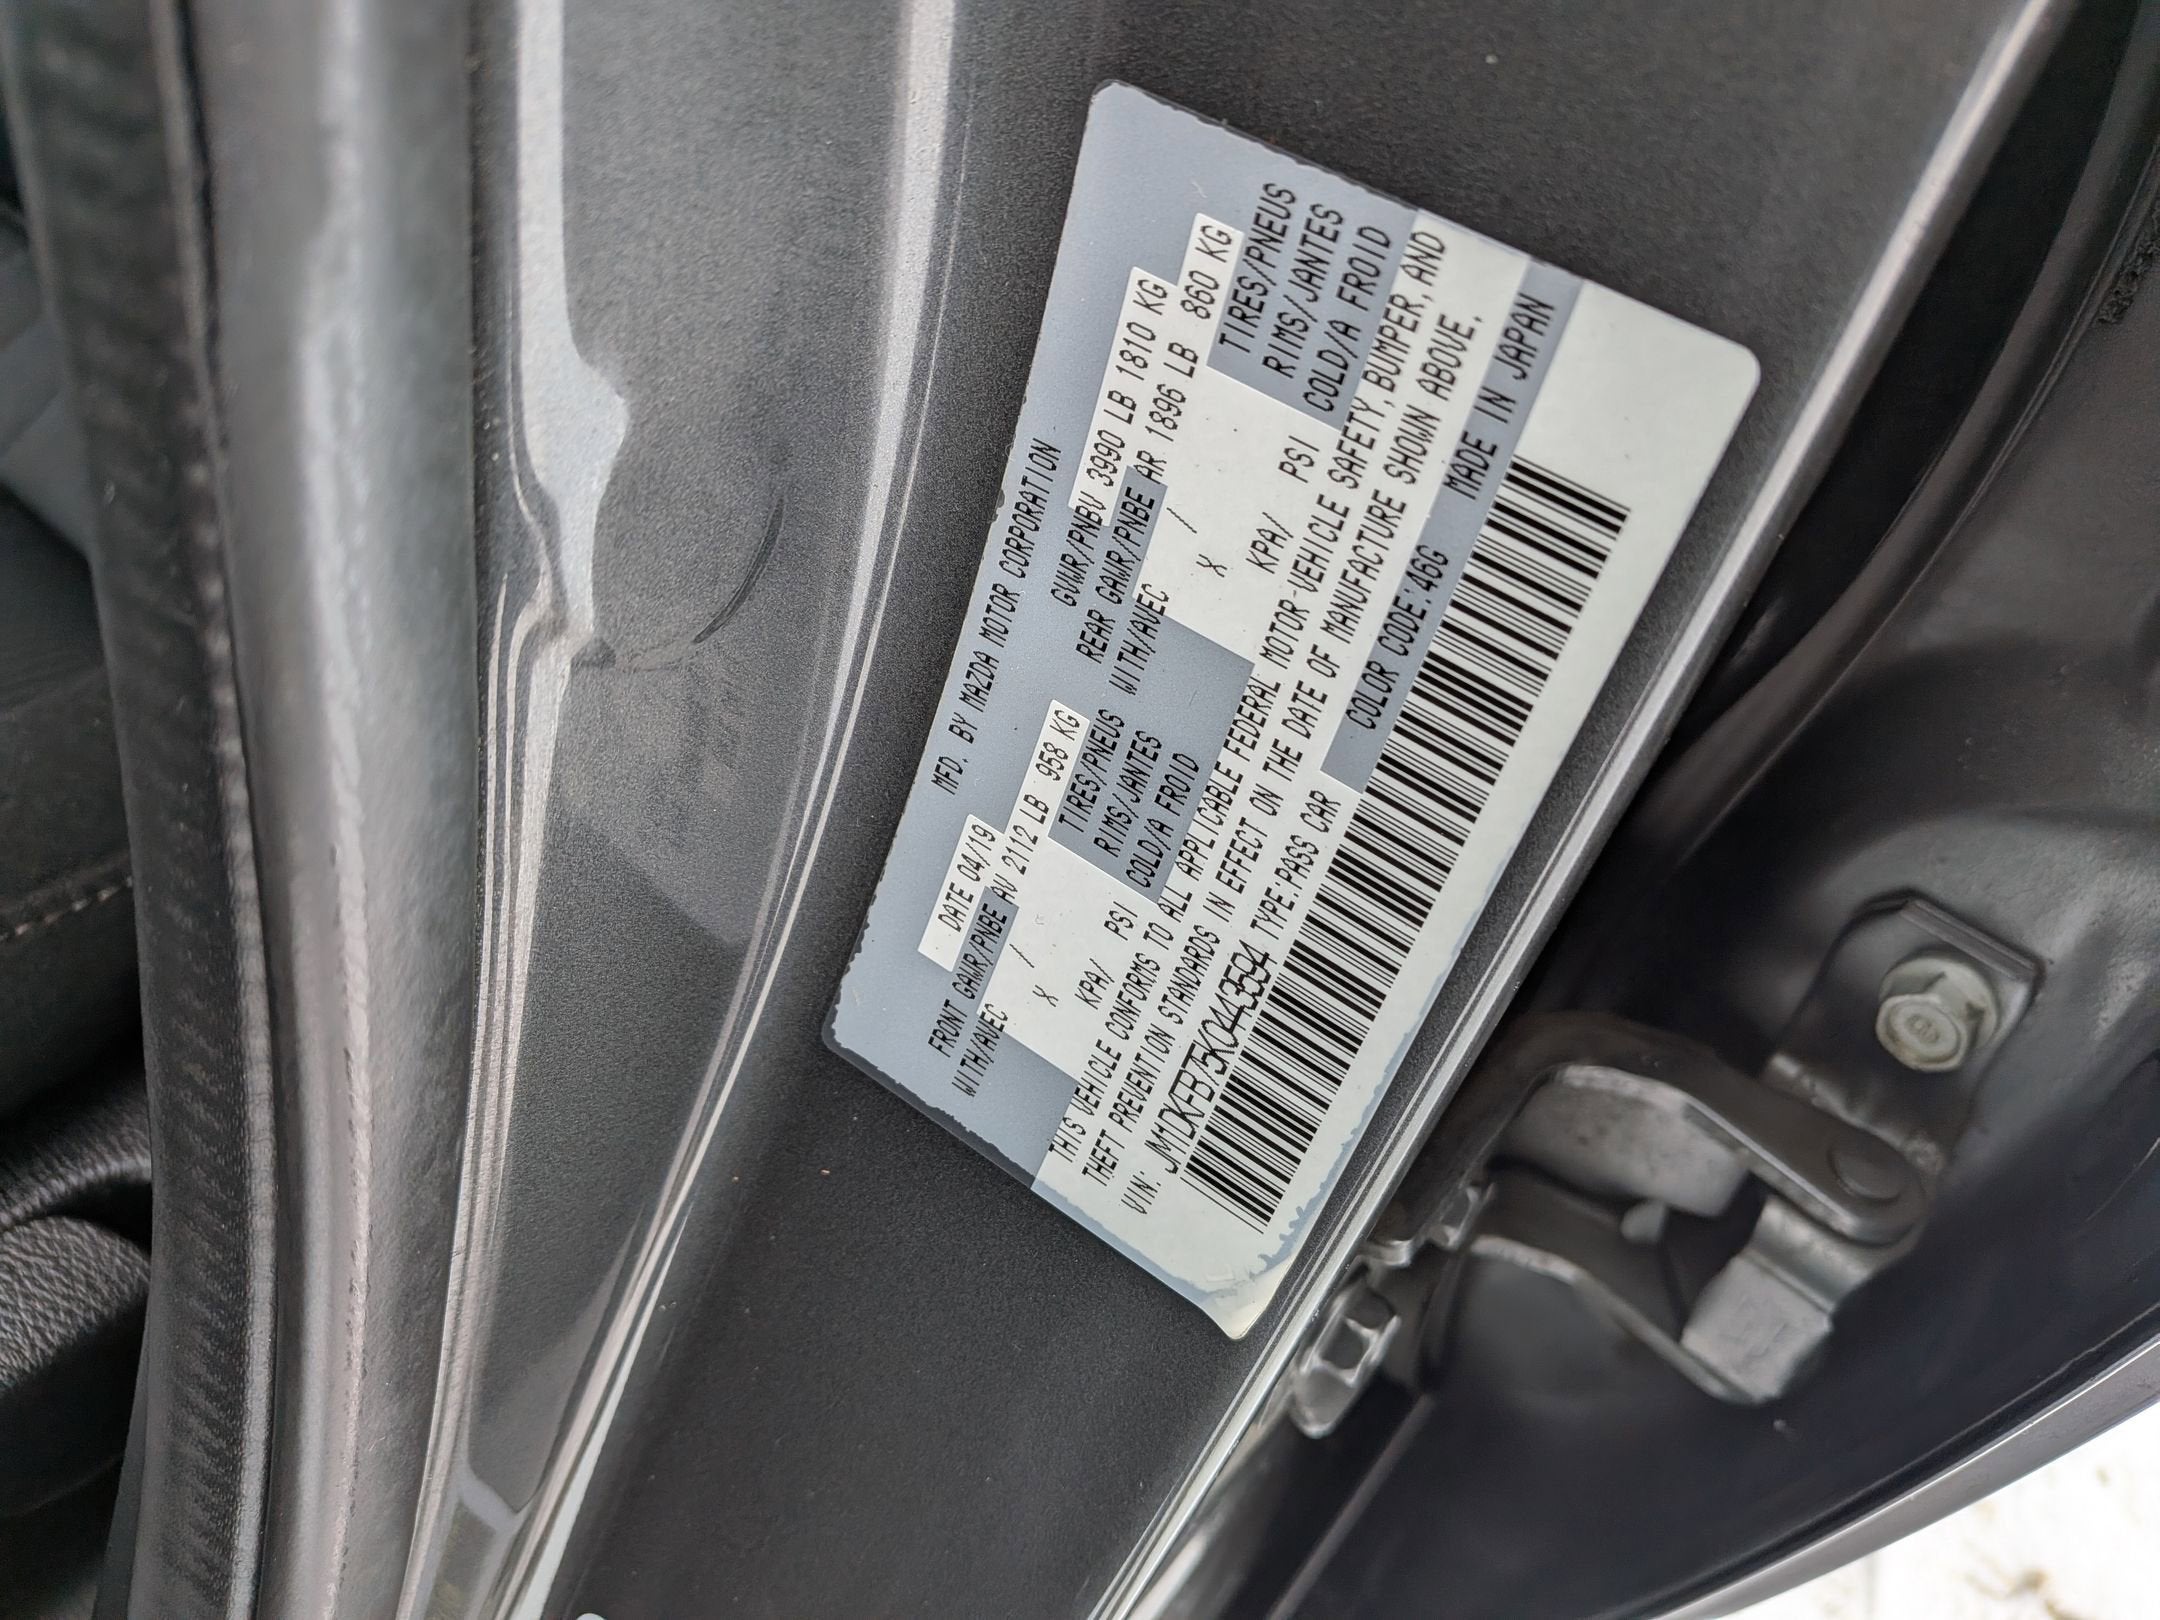 MFD. BY MAZDA MOTOR CORPORATION
DATE 04/19 GVWR/PNBV 3990 LB 1810 KG
FRONT GAWR/PNBE AV 2112 LB 958 KG REAR GAWR/PNBE AR 1896 LB 860 KG
WITH/AVEC / TIRES/PNEUS WITH/AVEC / TIRES/PNEUS
X RIMS/JANTES X RIMS/JANTES
KPA/ PSI COLD/A FROID KPA/ PSI COLD/A FROID
THIS VEHICLE CONFORMS TO ALL APPLICABLE FEDERAL MOTOR-VEHICLE SAFETY, BUMPER, AND
THEFT PREVENTION STANDARDS IN EFFECT ON THE DATE OF MANUFACTURE SHOWN ABOVE.
VIN: JM1DKFB75K0443594 TYPE:PASS CAR COLOR CODE:46G MADE IN JAPAN